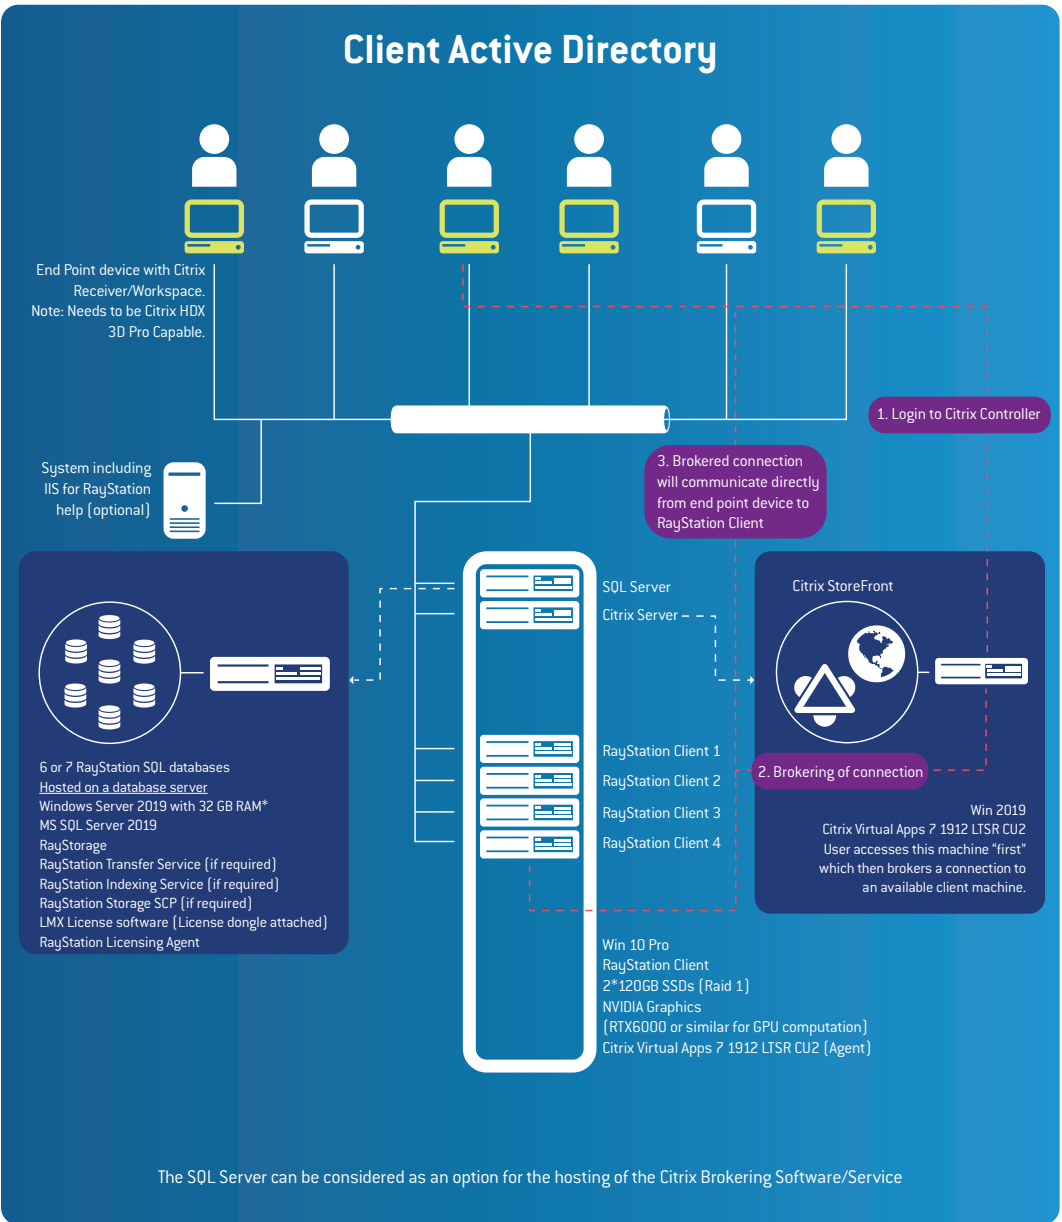 Client Active Directory
End Point device with Citrix
Receiver/Workspace.
Note: Needs to be Citrix HDX
3D Pro Capable.
1. Login to Citrix Controller
System including
IIS for RayStation
help (optional)
3. Brokered connection
will communicate directly
from end point device to
RayStation Client
SQL Server
Citrix Server
Citrix StoreFront
RayStation Client 1
RayStation Client 2
RayStation Client 3
RayStation Client 4
2. Brokering of connection
6 or 7 RayStation SQL databases
Hosted on a database server
Windows Server 2019 with 32 GB RAM*
MS SQL Server 2019
RayStorage
RayStation Transfer Service (if required)
RayStation Indexing Service (if required)
RayStation Storage SCP (if required)
LMX License software (License dongle attached)
RayStation Licensing Agent
Win 2019
Citrix Virtual Apps 7 1912 LTSR CU2
User accesses this machine “first”
which then brokers a connection to
an available client machine.
Win 10 Pro
RayStation Client
2*120GB SSDs (Raid 1)
NVIDIA Graphics
(RTX6000 or similar for GPU computation)
Citrix Virtual Apps 7 1912 LTSR CU2 (Agent)
The SQL Server can be considered as an option for the hosting of the Citrix Brokering Software/Service